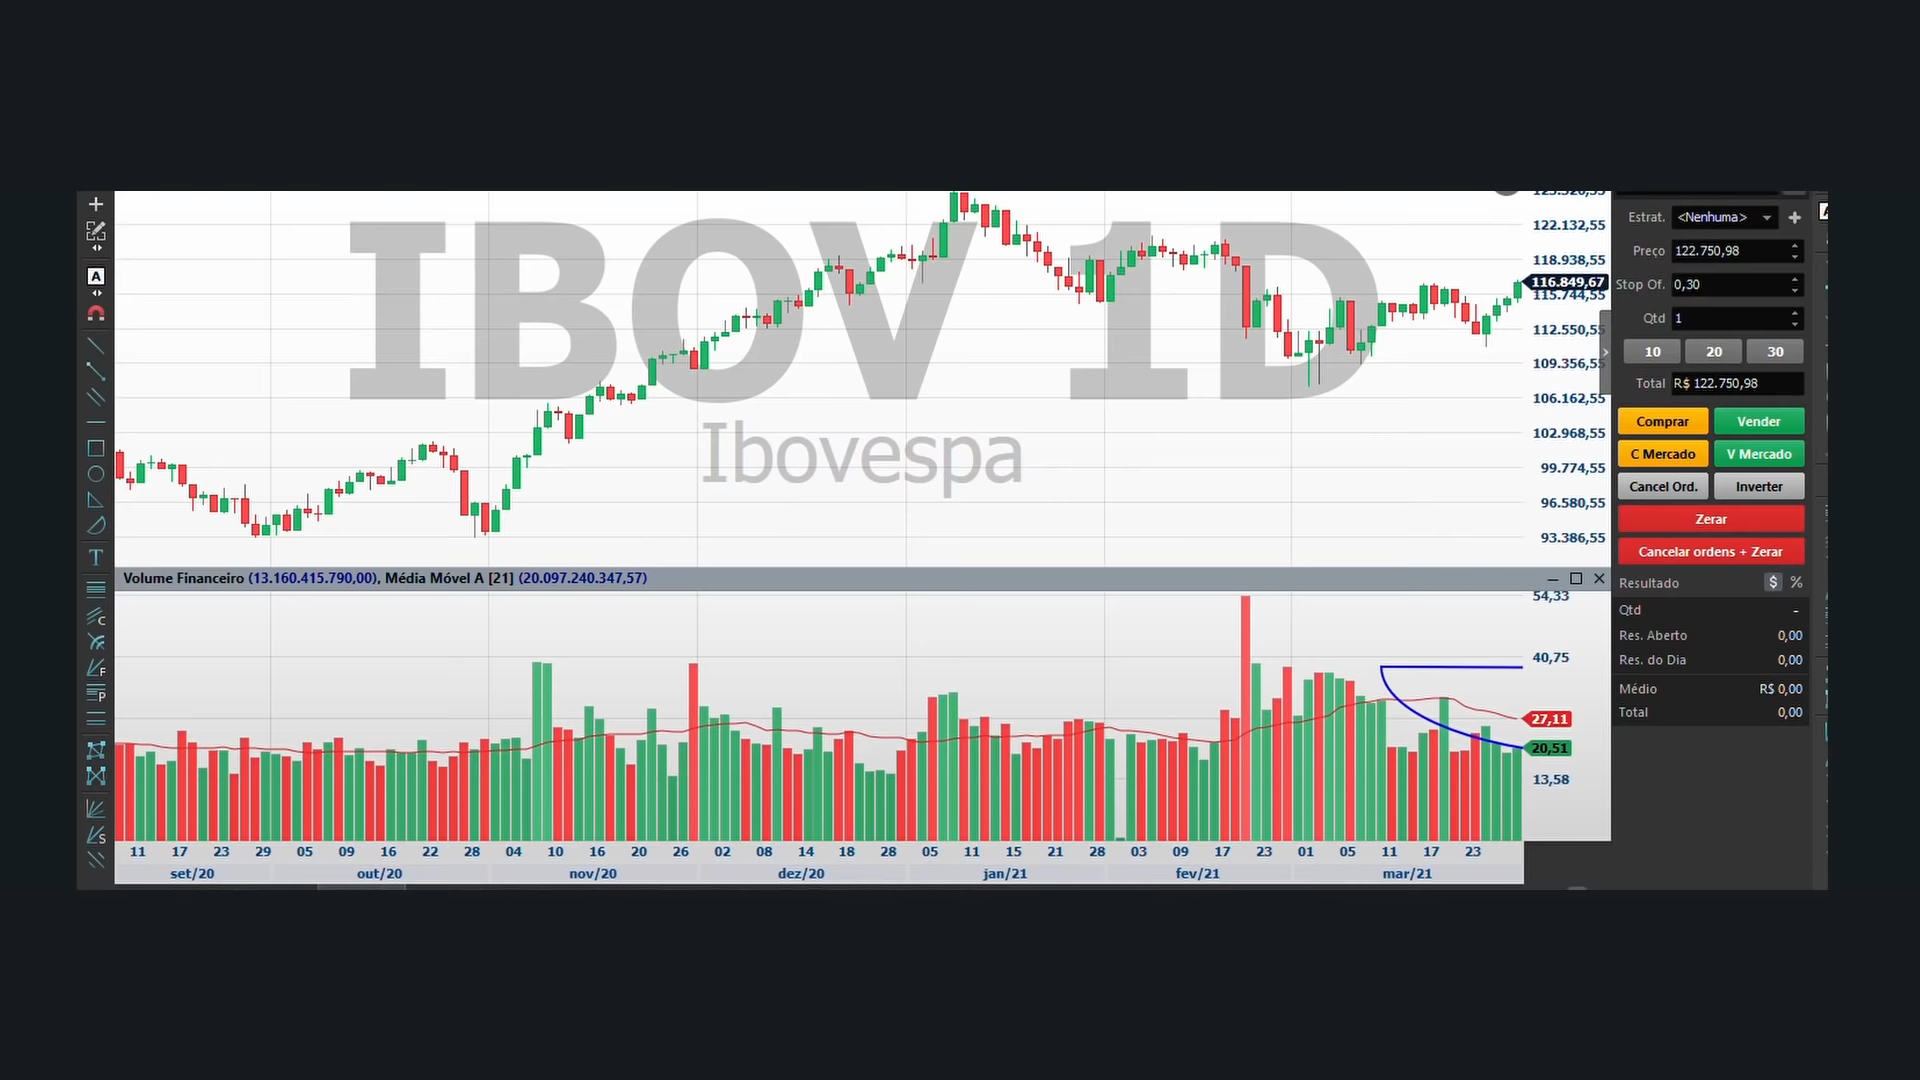 IBOV 1D
Ibovespa
122.132,55
118.938,55
116.849,67
115.744,55
112.550,55
109.356,55
106.162,55
102.968,55
99.774,55
96.580,55
93.386,55
Volume Financeiro (13.160.415.790,00), Média Móvel A [21] (20.097.240.347,57)
54,33
40,75
27,11
20,51
13,58
11 17 23 29 05 09 16 22 28 04 10 16 20 26 02 08 14 18 28 05 11 15 21 28 03 09 17 23 01 05 11 17 23
set/20 out/20 nov/20 dez/20 jan/21 fev/21 mar/21
A
T
C
F
P
S
Estrat. <Nenhuma>
Preço 122.750,98
Stop Of. 0,30
Qtd 1
10 20 30
Total R$ 122.750,98
Comprar Vender
C Mercado V Mercado
Cancel Ord. Inverter
Zerar
Cancelar ordens + Zerar
Resultado $ %
Qtd -
Res. Aberto 0,00
Res. do Dia 0,00
Médio R$ 0,00
Total 0,00